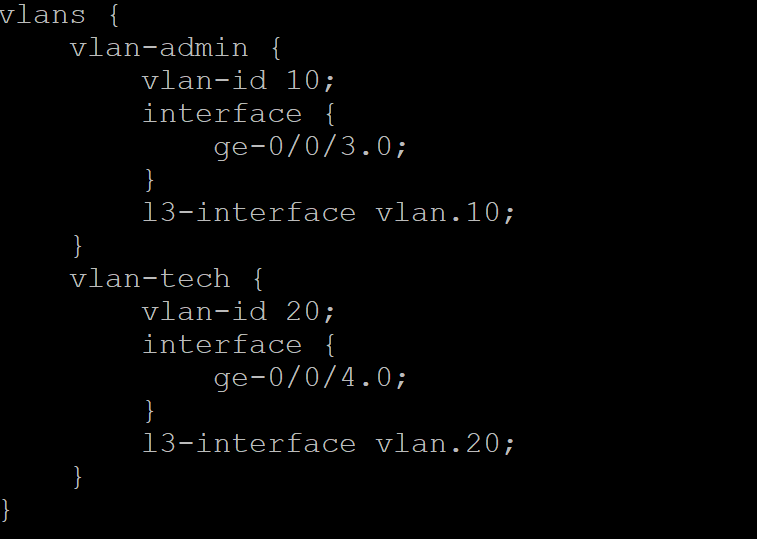 vlans {
    vlan-admin {
        vlan-id 10;
        interface {
            ge-0/0/3.0;
        }
        l3-interface vlan.10;
    }
    vlan-tech {
        vlan-id 20;
        interface {
            ge-0/0/4.0;
        }
        l3-interface vlan.20;
    }
}